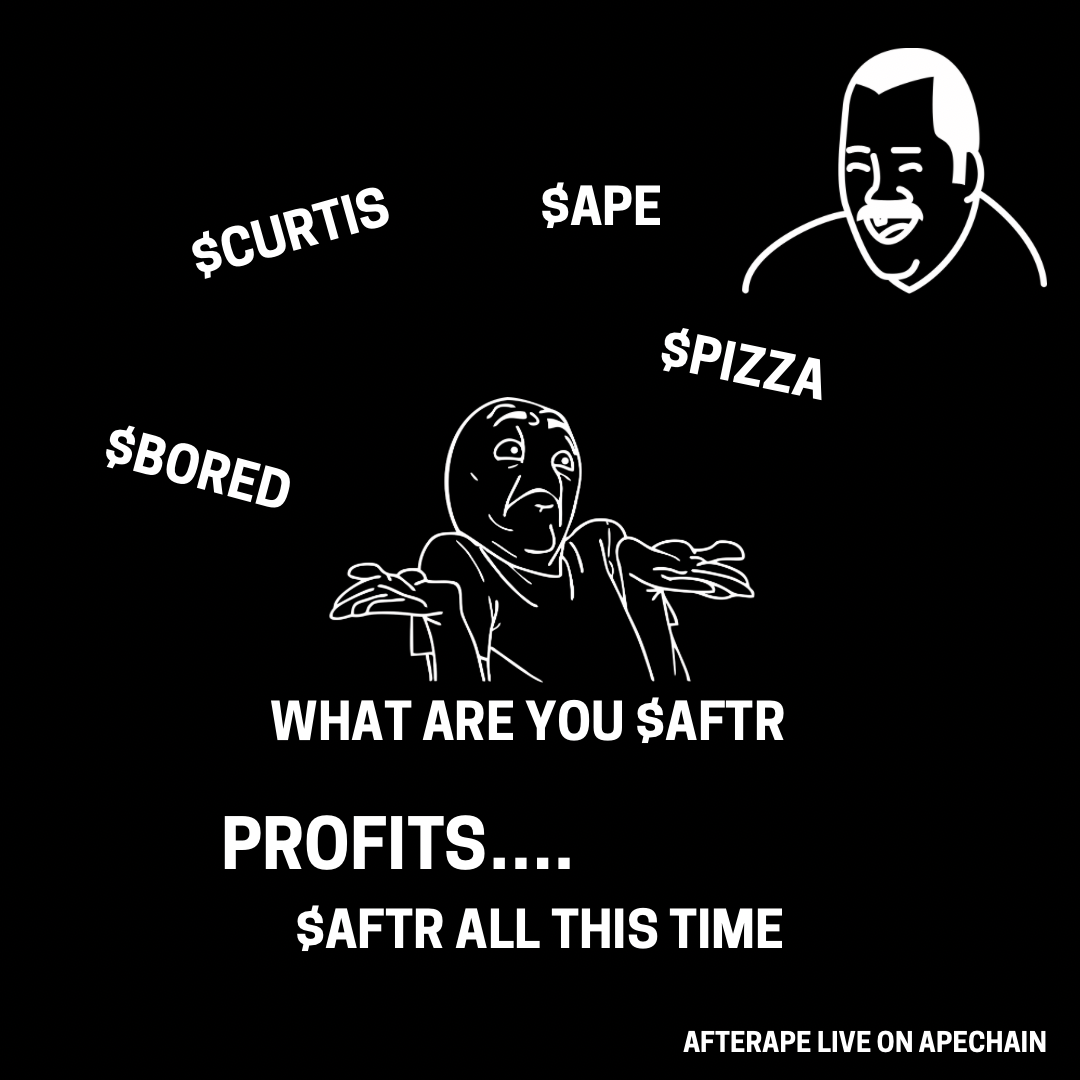 $CURTIS
$APE
$PIZZA
$BORED
WHAT ARE YOU $AFTR
PROFITS....
$AFTR ALL THIS TIME
AFTERAPE LIVE ON APECHAIN